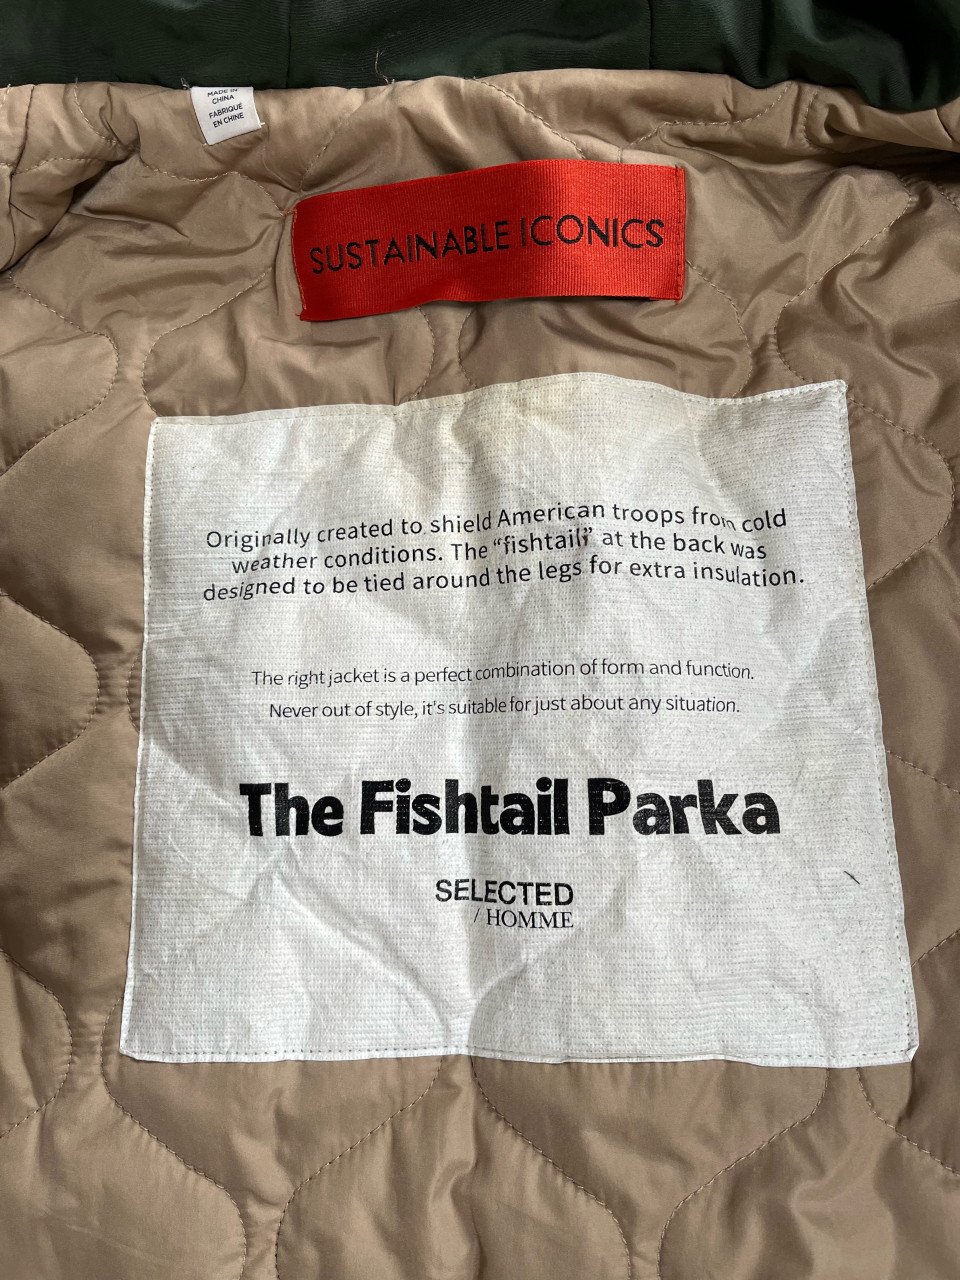 MADE IN
CHINA
FABRIQUÉ
EN CHINE
SUSTAINABLE ICONICS
Originally created to shield American troops from cold
weather conditions. The “fishtail” at the back was
designed to be tied around the legs for extra insulation.
The right jacket is a perfect combination of form and function.
Never out of style, it's suitable for just about any situation.
The Fishtail Parka
SELECTED
/ HOMME